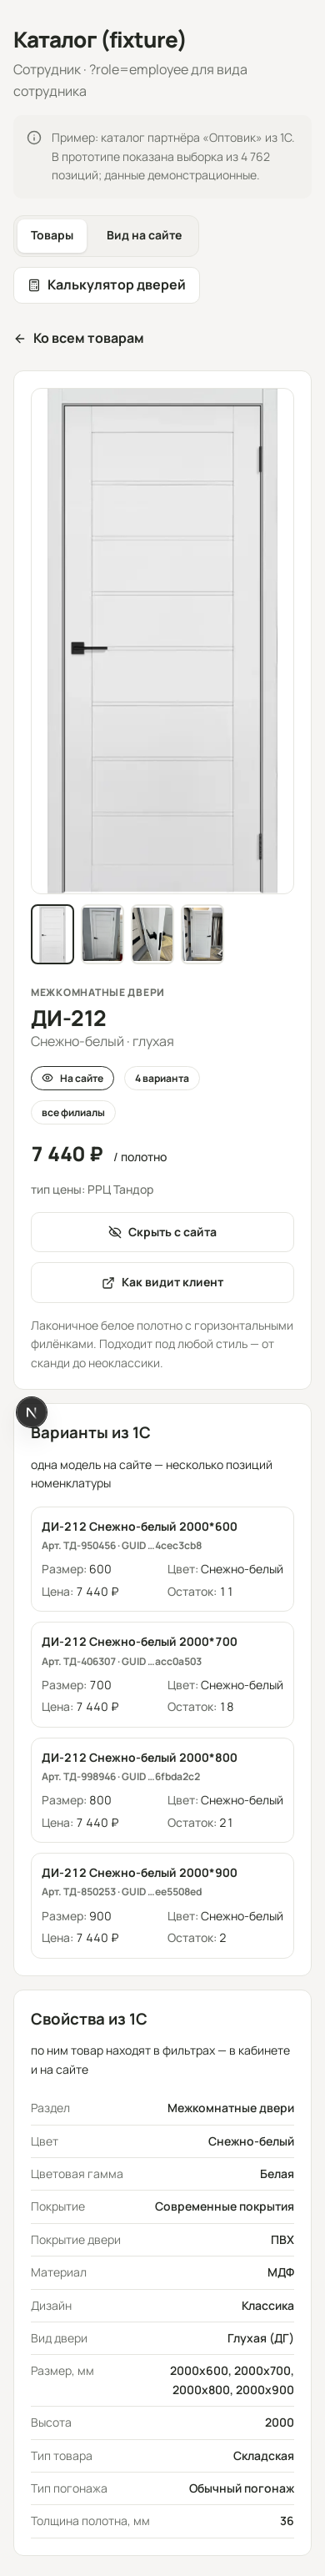 Каталог (fixture)
Сотрудник · ?role=employee для вида
сотрудника
Пример: каталог партнёра «Оптовик» из 1С.
В прототипе показана выборка из 4 762
позиций; данные демонстрационные.
Товары
Вид на сайте
Калькулятор дверей
Ко всем товарам
МЕЖКОМНАТНЫЕ ДВЕРИ
ДИ-212
Снежно-белый · глухая
На сайте
4 варианта
все филиалы
7 440 ₽ / полотно
тип цены: РРЦ Тандор
Скрыть с сайта
Как видит клиент
Лаконичное белое полотно с горизонтальными
филёнками. Подходит под любой стиль — от
сканди до неоклассики.
N
Варианты из 1С
одна модель на сайте — несколько позиций
номенклатуры
ДИ-212 Снежно-белый 2000*600
Арт. ТД-950456 · GUID …4cec3cb8
Размер: 600 Цвет: Снежно-белый
Цена: 7 440 ₽ Остаток: 11
ДИ-212 Снежно-белый 2000*700
Арт. ТД-406307 · GUID …acc0a503
Размер: 700 Цвет: Снежно-белый
Цена: 7 440 ₽ Остаток: 18
ДИ-212 Снежно-белый 2000*800
Арт. ТД-998946 · GUID …6fbda2c2
Размер: 800 Цвет: Снежно-белый
Цена: 7 440 ₽ Остаток: 21
ДИ-212 Снежно-белый 2000*900
Арт. ТД-850253 · GUID …ee5508ed
Размер: 900 Цвет: Снежно-белый
Цена: 7 440 ₽ Остаток: 2
Свойства из 1С
по ним товар находят в фильтрах — в кабинете
и на сайте
Раздел Межкомнатные двери
Цвет Снежно-белый
Цветовая гамма Белая
Покрытие Современные покрытия
Покрытие двери ПВХ
Материал МДФ
Дизайн Классика
Вид двери Глухая (ДГ)
Размер, мм 2000х600, 2000х700,
2000х800, 2000х900
Высота 2000
Тип товара Складская
Тип погонажа Обычный погонаж
Толщина полотна, мм 36